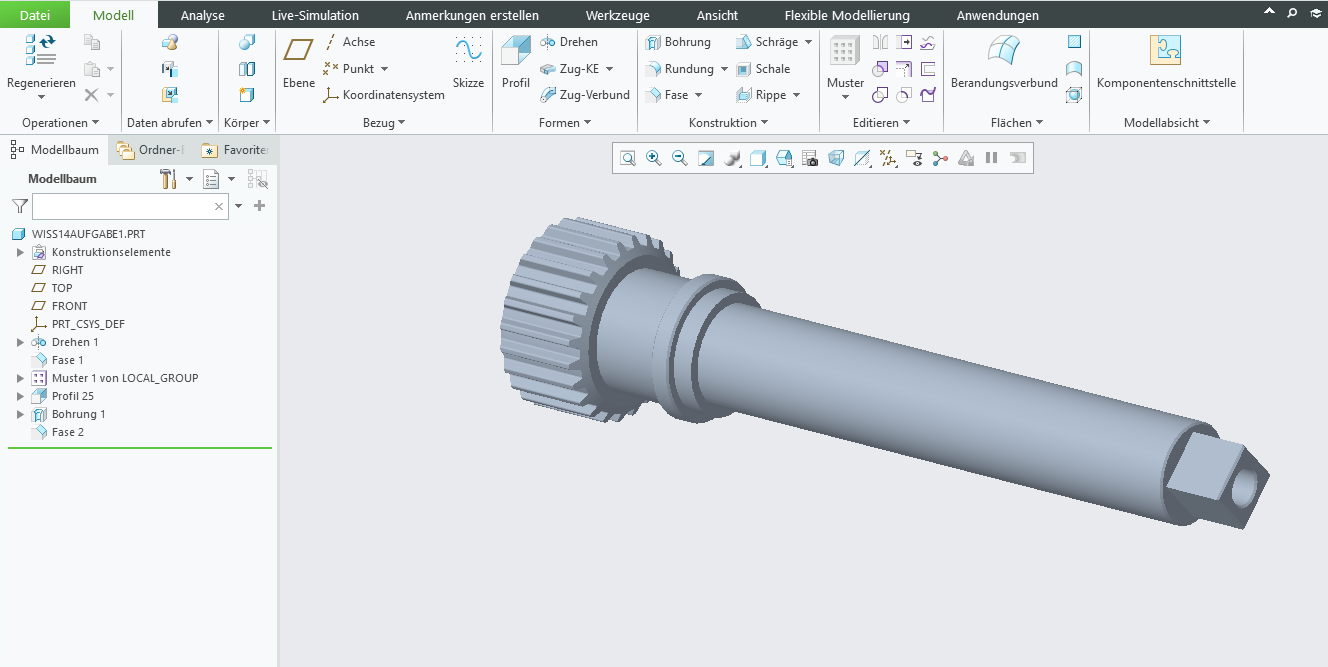 Datei Modell Analyse Live-Simulation Anmerkungen erstellen Werkzeuge Ansicht Flexible Modellierung Anwendungen
Regenerieren
Operationen
Daten abrufen
Körper
Ebene
Achse
Punkt
Koordinatensystem
Skizze
Bezug
Profil
Drehen
Zug-KE
Zug-Verbund
Formen
Bohrung
Rundung
Fase
Schräge
Schale
Rippe
Konstruktion
Muster
Editieren
Berandungsverbund
Flächen
Komponentenschnittstelle
Modellabsicht
Modellbaum Ordner- Favorite
Modellbaum
WISS14AUFGABE1.PRT
Konstruktionselemente
RIGHT
TOP
FRONT
PRT_CSYS_DEF
Drehen 1
Fase 1
Muster 1 von LOCAL_GROUP
Profil 25
Bohrung 1
Fase 2